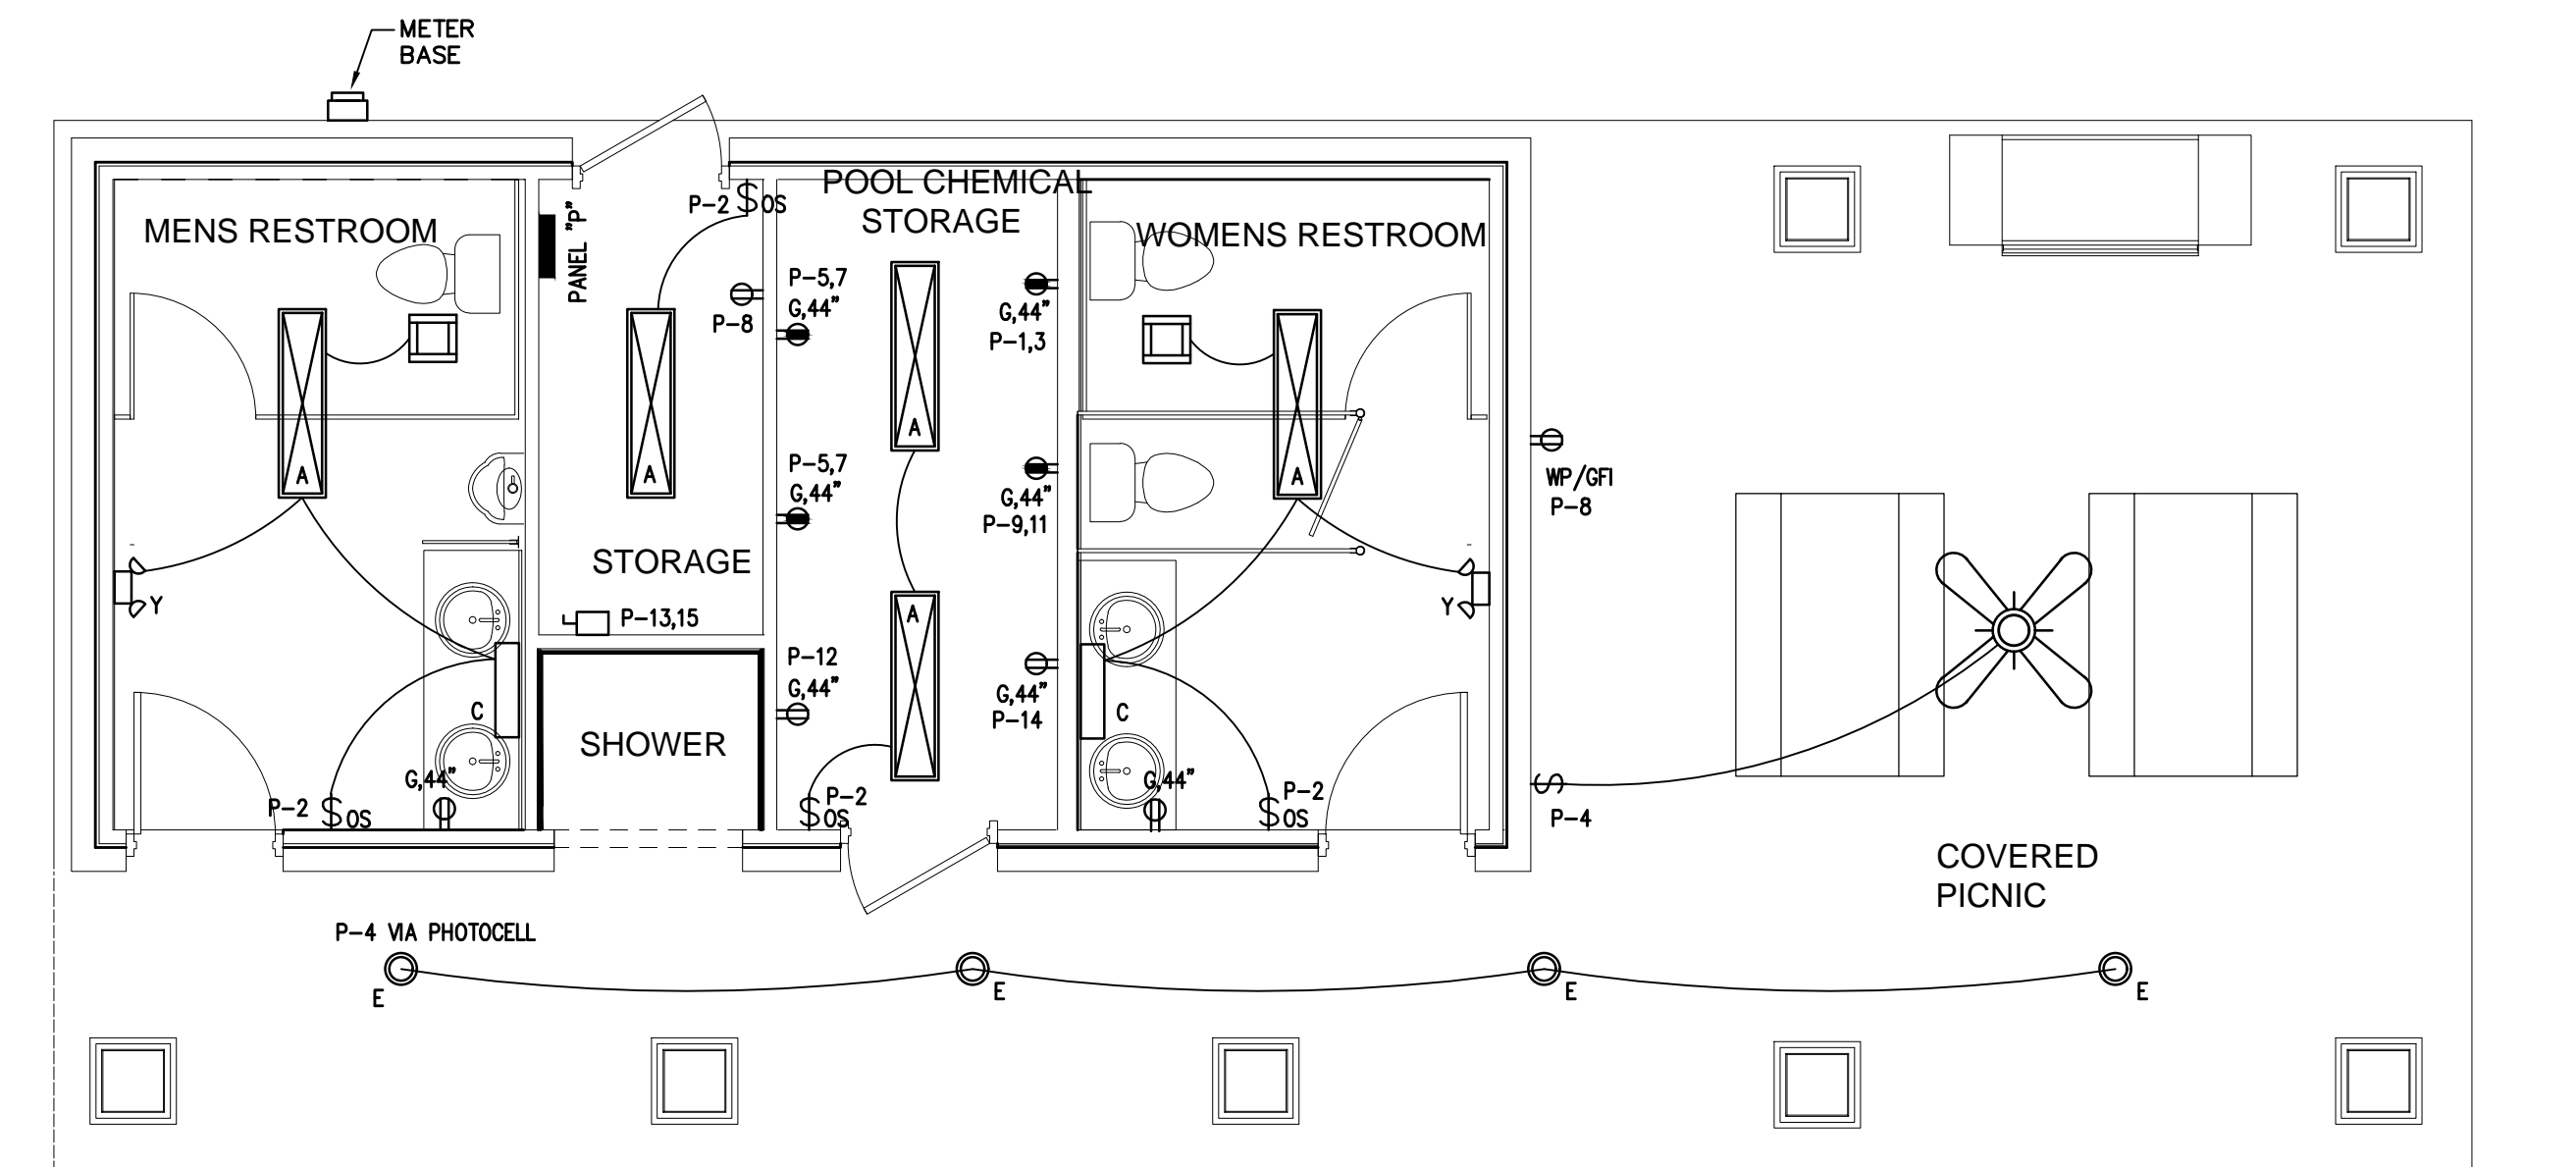 METER
BASE
MENS RESTROOM
PANEL "P"
P-2 $ OS
POOL CHEMICAL
STORAGE
WOMENS RESTROOM
P-5,7
G,44"
P-8
G,44"
P-1,3
A
A
A
A
P-5,7
G,44"
G,44"
P-9,11
WP/GFI
P-8
STORAGE
Y
P-13,15
A
Y
P-12
G,44"
G,44"
P-14
C
C
SHOWER
G,44"
P-2 $ OS
P-2
$ OS
G,44"
P-2
$ OS
$
P-4
COVERED
PICNIC
P-4 VIA PHOTOCELL
E
E
E
E